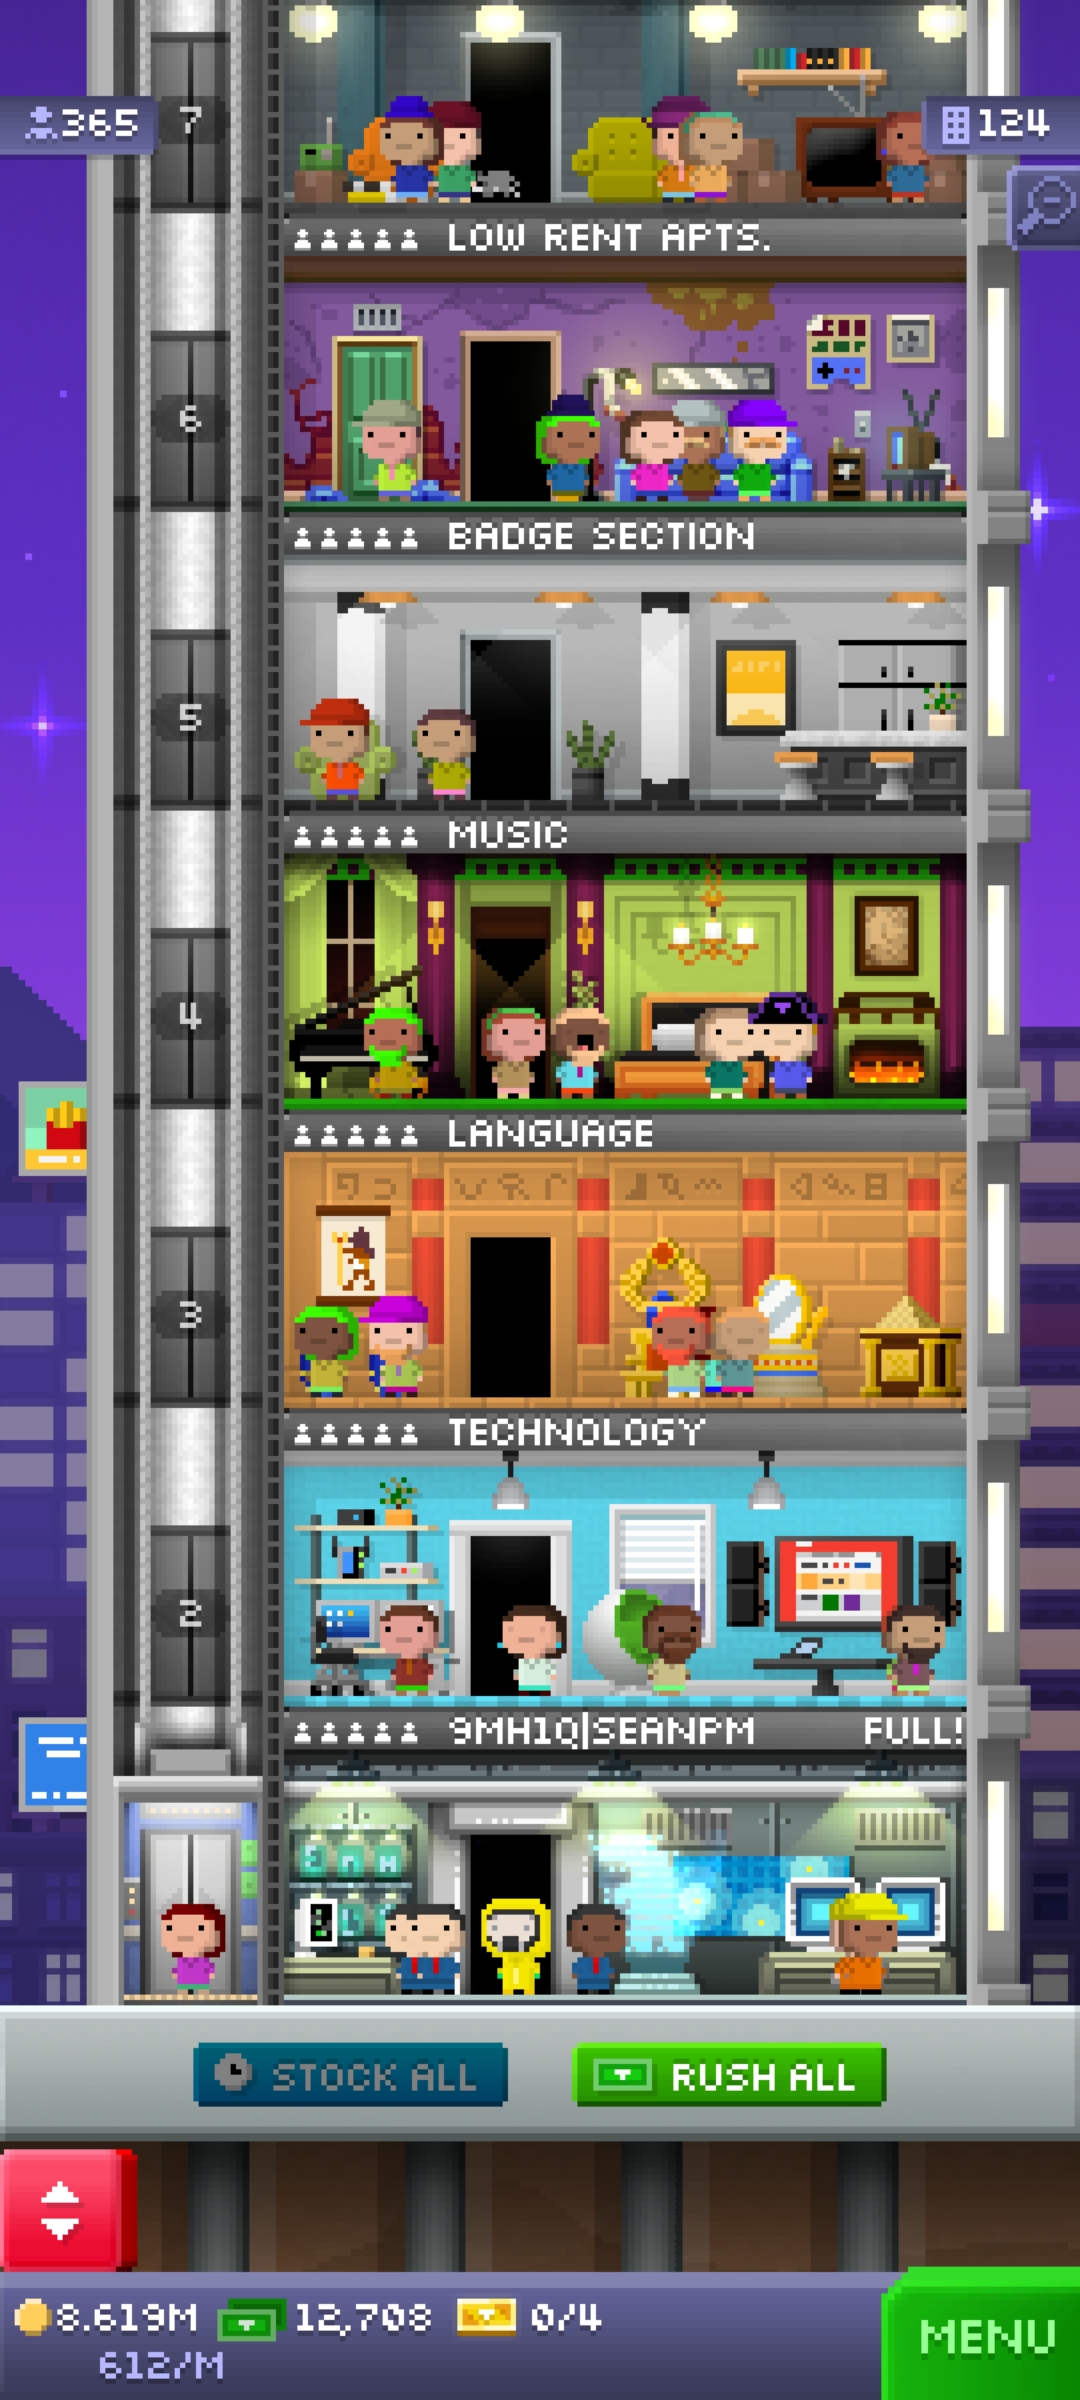 365
7
124
LOW RENT APTS.
6
BADGE SECTION
5
MUSIC
4
LANGUAGE
3
TECHNOLOGY
2
9MH1Q|SEANPM FULL!
STOCK ALL
RUSH ALL
8.619M
12,708
0/4
612/M
MENU